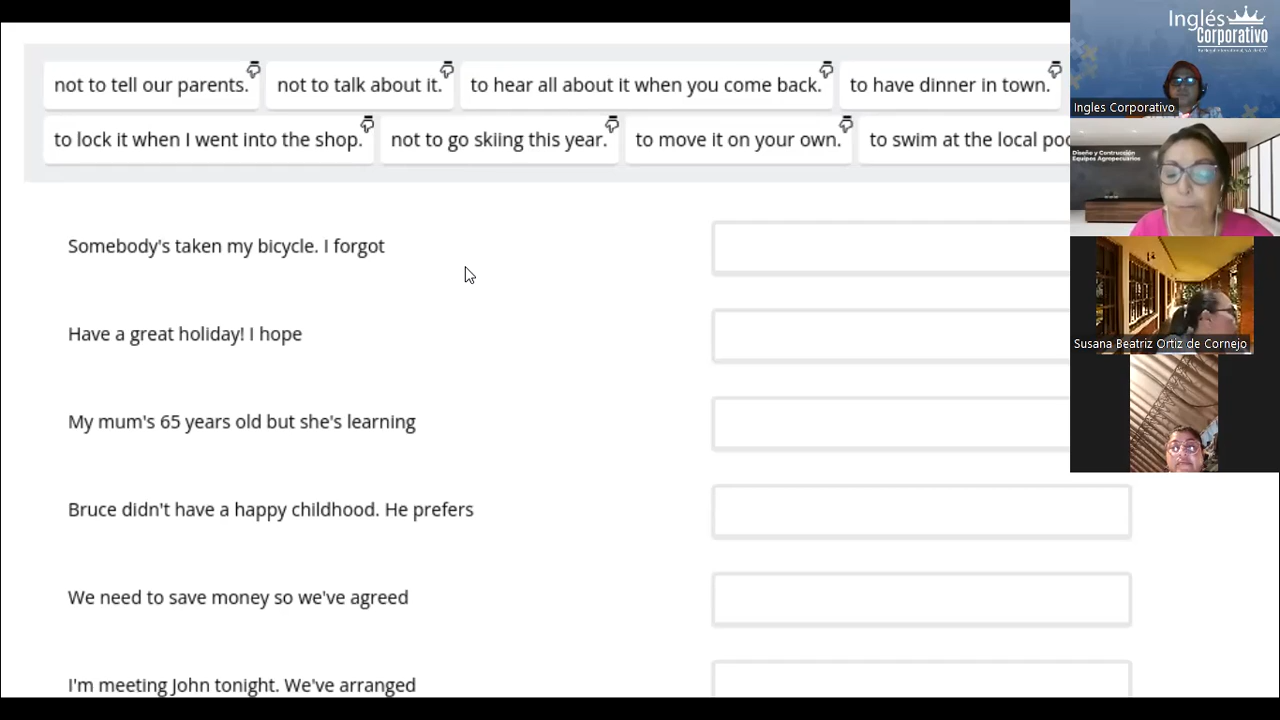 not to tell our parents. not to talk about it. to hear all about it when you come back. to have dinner in town.
to lock it when I went into the shop. not to go skiing this year. to move it on your own. to swim at the local
Somebody's taken my bicycle. I forgot
Have a great holiday! I hope
My mum's 65 years old but she's learning
Bruce didn't have a happy childhood. He prefers
We need to save money so we've agreed
I'm meeting John tonight. We've arranged
Inglés
Corporativo
Ingles Corporativo
Diseño y Contrucción
Equipos Agropecuarios
Susana Beatriz Ortiz de Cornejo